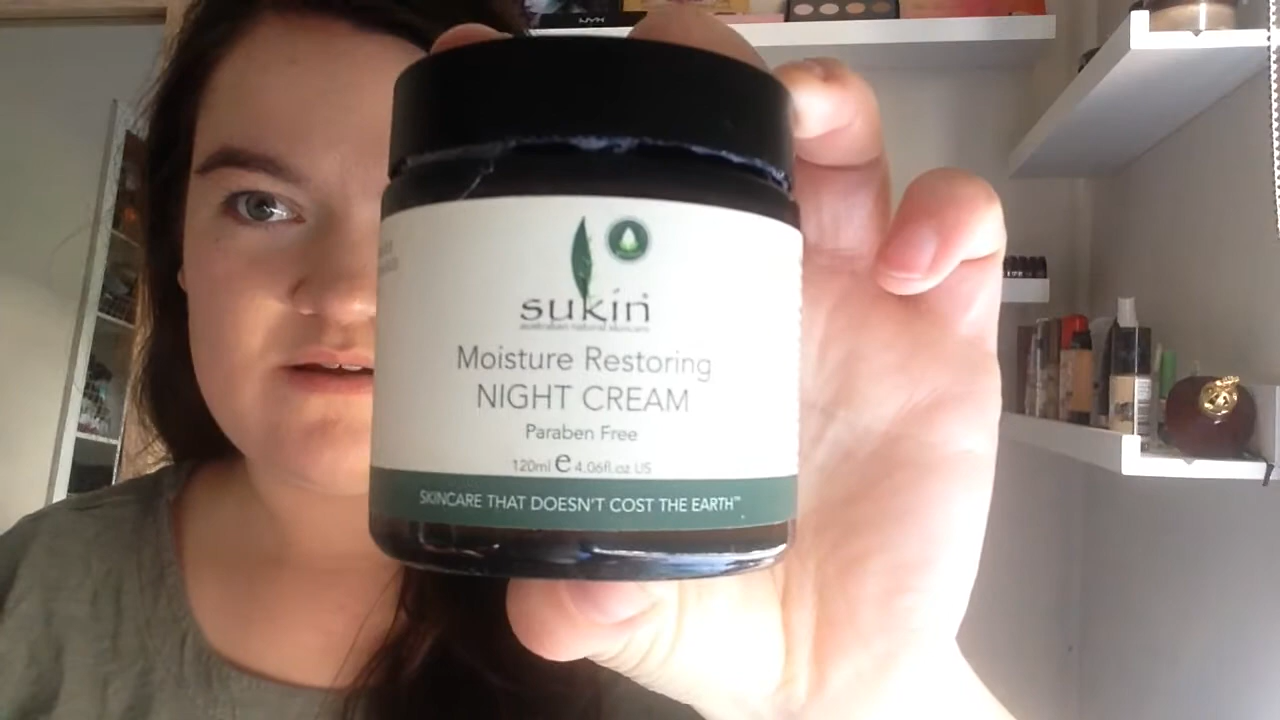 NYX
sukin
australian natural skincare
Moisture Restoring
NIGHT CREAM
Paraben Free
120ml e 4.06fl.oz US
SKINCARE THAT DOESN'T COST THE EARTH™